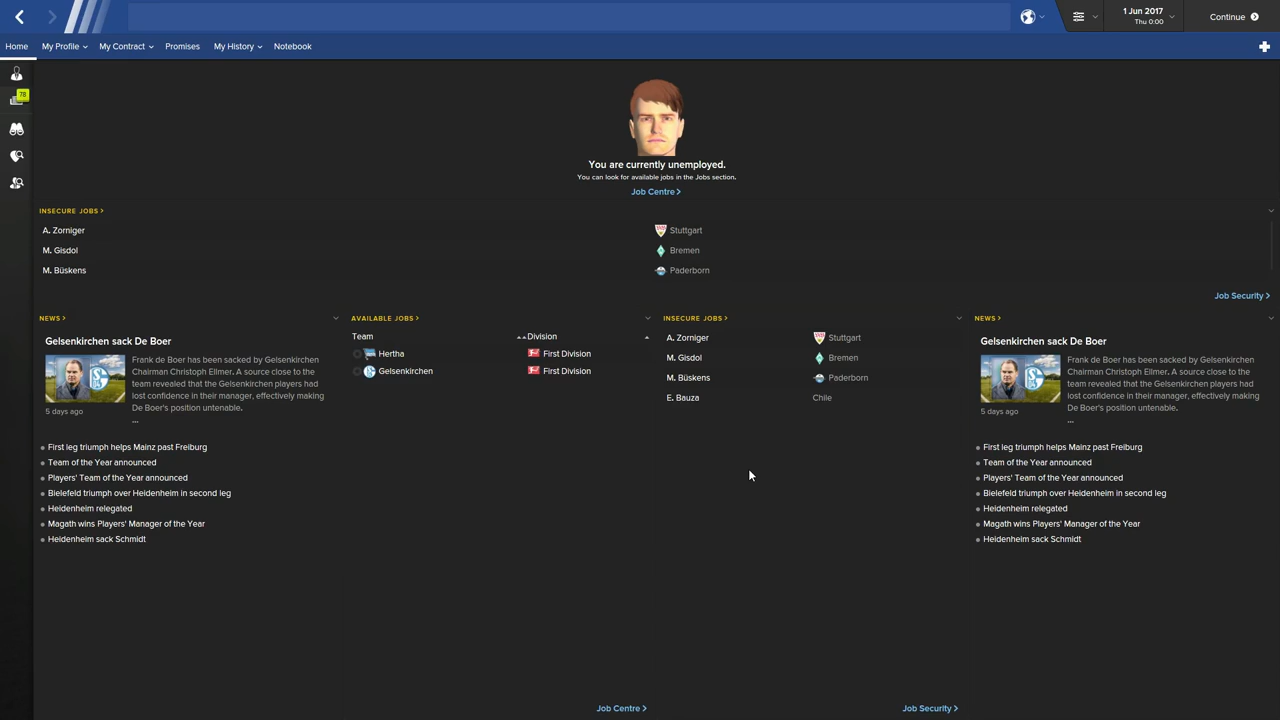 1 Jun 2017
Thu 0:00
Continue
Home
My Profile
My Contract
Promises
My History
Notebook
78
You are currently unemployed.
You can look for available jobs in the Jobs section.
Job Centre >
INSECURE JOBS >
A. Zorniger Stuttgart
M. Gisdol Bremen
M. Büskens Paderborn
Job Security >
NEWS >
Gelsenkirchen sack De Boer
Frank de Boer has been sacked by Gelsenkirchen
Chairman Christoph Ellmer. A source close to the
team revealed that the Gelsenkirchen players had
lost confidence in their manager, effectively making
De Boer's position untenable.
...
5 days ago
First leg triumph helps Mainz past Freiburg
Team of the Year announced
Players' Team of the Year announced
Bielefeld triumph over Heidenheim in second leg
Heidenheim relegated
Magath wins Players' Manager of the Year
Heidenheim sack Schmidt
AVAILABLE JOBS >
Team Division
Hertha First Division
Gelsenkirchen First Division
Job Centre >
INSECURE JOBS >
A. Zorniger Stuttgart
M. Gisdol Bremen
M. Büskens Paderborn
E. Bauza Chile
Job Security >
NEWS >
Gelsenkirchen sack De Boer
Frank de Boer has been sacked by Gelsenkirchen
Chairman Christoph Ellmer. A source close to the
team revealed that the Gelsenkirchen players had
lost confidence in their manager, effectively making
De Boer's position untenable.
...
5 days ago
First leg triumph helps Mainz past Freiburg
Team of the Year announced
Players' Team of the Year announced
Bielefeld triumph over Heidenheim in second leg
Heidenheim relegated
Magath wins Players' Manager of the Year
Heidenheim sack Schmidt